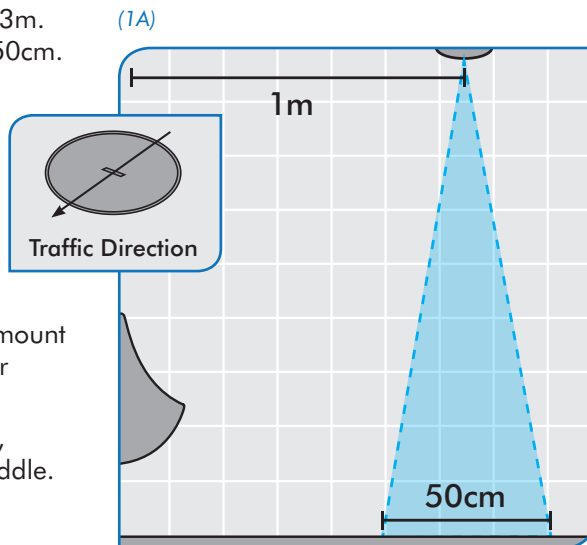 3m.
50cm.
mount
r
,
ddle.
(1A)
1m
Traffic Direction
50cm